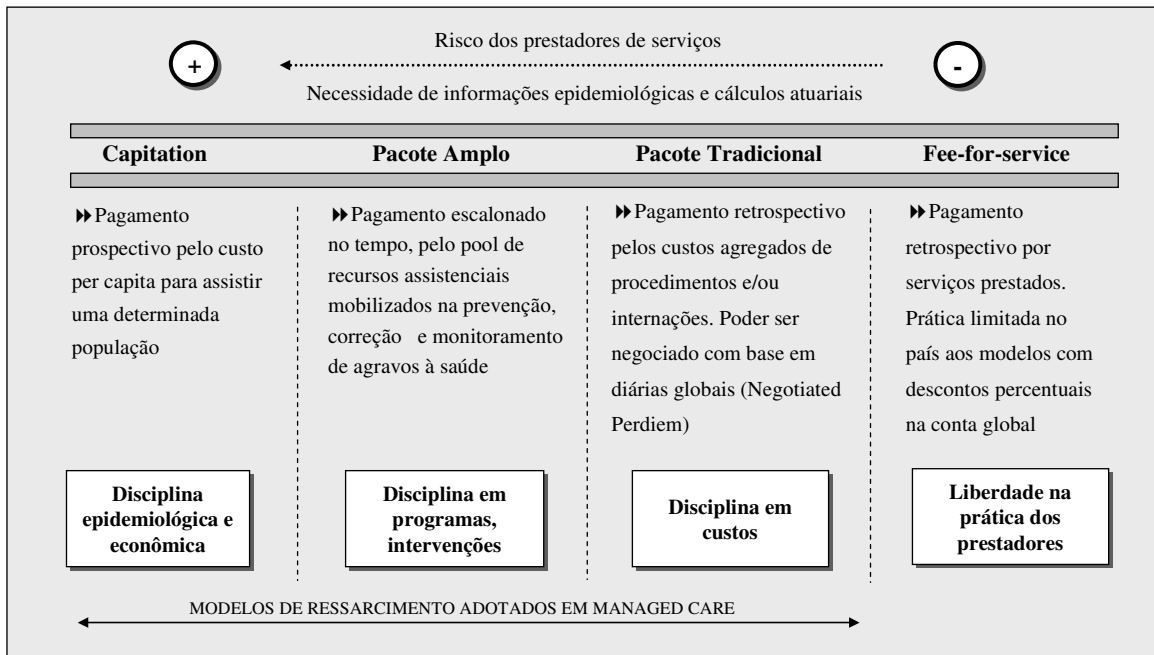 Risco dos prestadores de serviços
+
-
Necessidade de informações epidemiológicas e cálculos atuariais
Capitation
Pacote Amplo
Pacote Tradicional
Fee-for-service
Pagamento
prospectivo pelo custo
per capita para assistir
uma determinada
população
Pagamento escalonado
no tempo, pelo pool de
recursos assistenciais
mobilizados na prevenção,
correção e monitoramento
de agravos à saúde
Pagamento retrospectivo
pelos custos agregados de
procedimentos e/ou
internações. Poder ser
negociado com base em
diárias globais (Negotiated
Perdiem)
Pagamento
retrospectivo por
serviços prestados.
Prática limitada no
país aos modelos com
descontos percentuais
na conta global
Disciplina
epidemiológica e
econômica
Disciplina em
programas,
intervenções
Disciplina em
custos
Liberdade na
prática dos
prestadores
MODELOS DE RESSARCIMENTO ADOTADOS EM MANAGED CARE